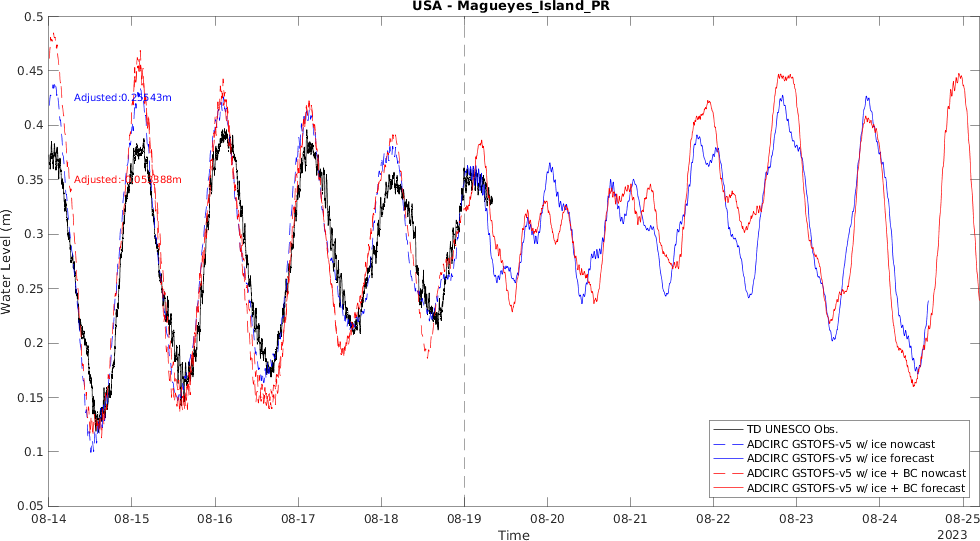 USA - Magueyes_Island_PR
0.5
0.45
0.4
0.35
0.3
0.25
0.2
0.15
0.1
0.05
Water Level (m)
Adjusted:0.25643m
TD UNESCO Obs.
ADCIRC GSTOFS-v5 w/ ice nowcast
ADCIRC GSTOFS-v5 w/ ice forecast
ADCIRC GSTOFS-v5 w/ ice + BC nowcast
ADCIRC GSTOFS-v5 w/ ice + BC forecast
08-14 08-15 08-16 08-17 08-18 08-19 08-20 08-21 08-22 08-23 08-24 08-25
Time
2023